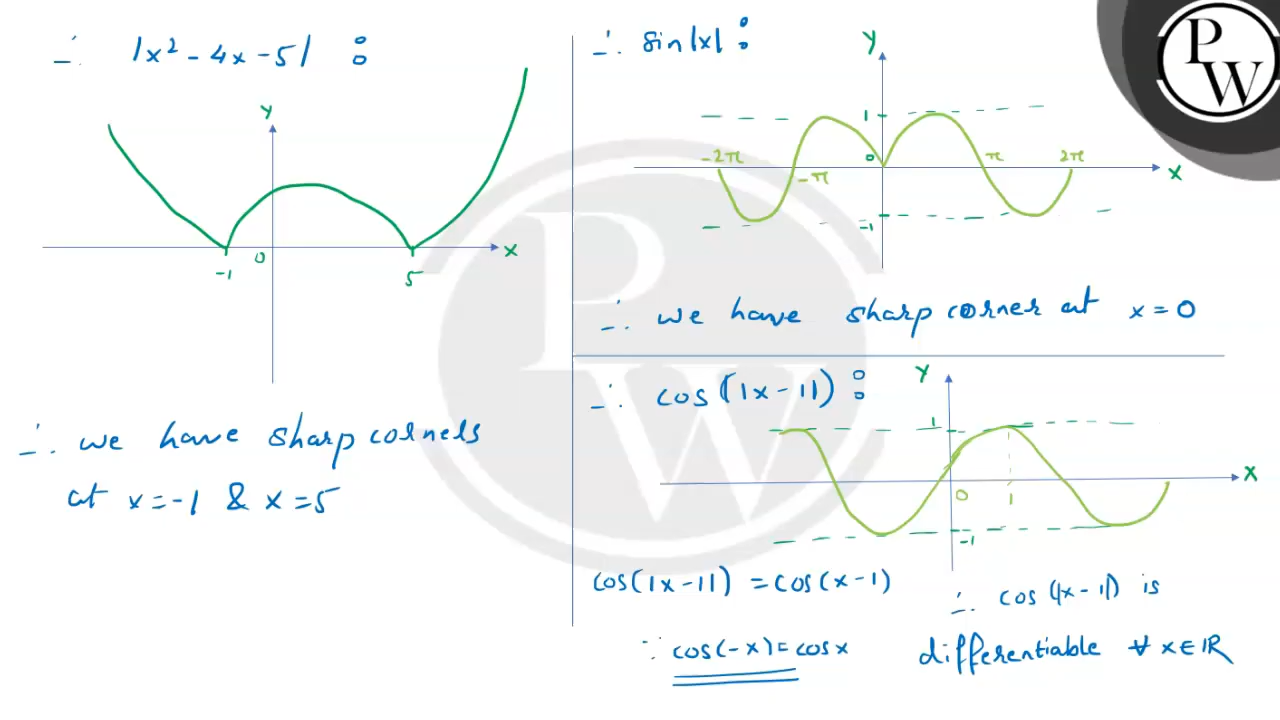 ∴ |x² - 4x - 5| :
Y
X
-1
0
5
∴ we have sharp corners
at x = -1 & x = 5
∴ sin|x| :
Y
1
-2π
-π
0
π
2π
X
-1
∴ we have sharp corner at x = 0
∴ cos(|x - 1|) :
Y
1
X
0
1
-1
cos(|x - 1|) = cos(x - 1)
∵ cos(-x) = cos x
∴ cos(|x - 1|) is
differentiable ∀ x ∈ ℝ
P
W
P
W